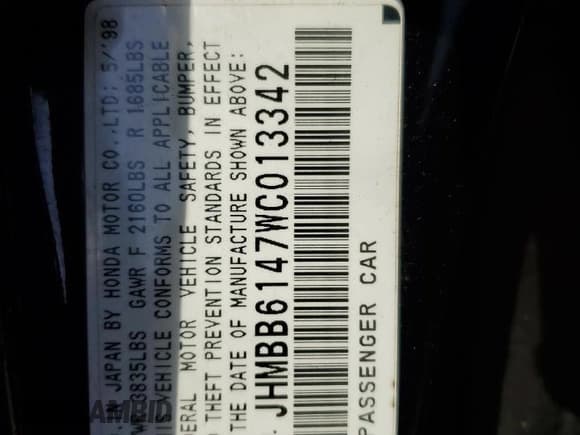 IN JAPAN BY HONDA MOTOR CO.,LTD; 5/'98
3835LBS GAWR F 2160LBS R 1685LBS
VEHICLE CONFORMS TO ALL APPLICABLE
MOTOR VEHICLE SAFETY, BUMPER,
THEFT PREVENTION STANDARDS IN EFFECT
THE DATE OF MANUFACTURE SHOWN ABOVE:
JHMBB6147WC013342
PASSENGER CAR